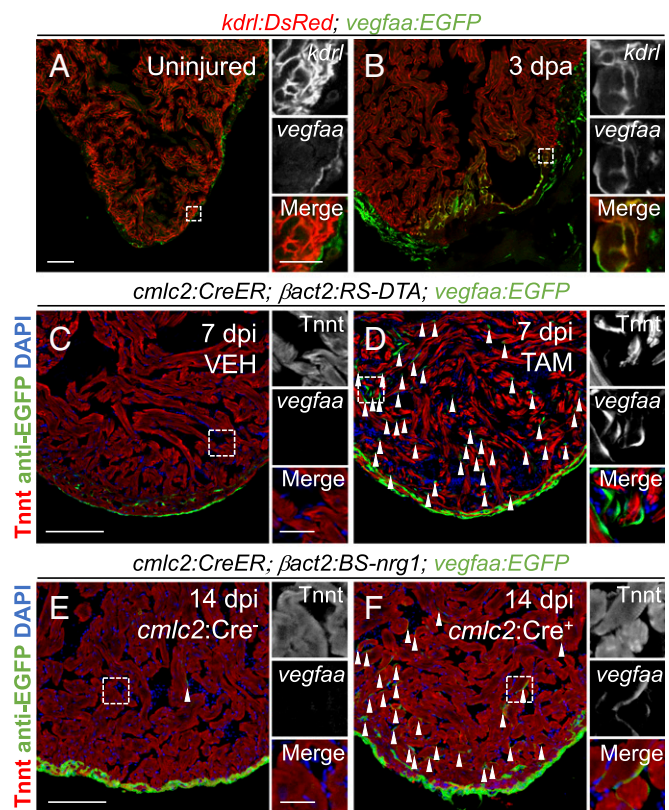 kdrl:DsRed; vegfaa:EGFP
A Uninjured
kdrl
vegfaa
Merge
B 3 dpa
kdrl
vegfaa
Merge
cmlc2:CreER; βact2:RS-DTA; vegfaa:EGFP
Tnnt anti-EGFP DAPI
C 7 dpi
VEH
Tnnt
vegfaa
Merge
D 7 dpi
TAM
Tnnt
vegfaa
Merge
cmlc2:CreER; βact2:BS-nrg1; vegfaa:EGFP
Tnnt anti-EGFP DAPI
E 14 dpi
cmlc2:Cre⁻
Tnnt
vegfaa
Merge
F 14 dpi
cmlc2:Cre⁺
Tnnt
vegfaa
Merge